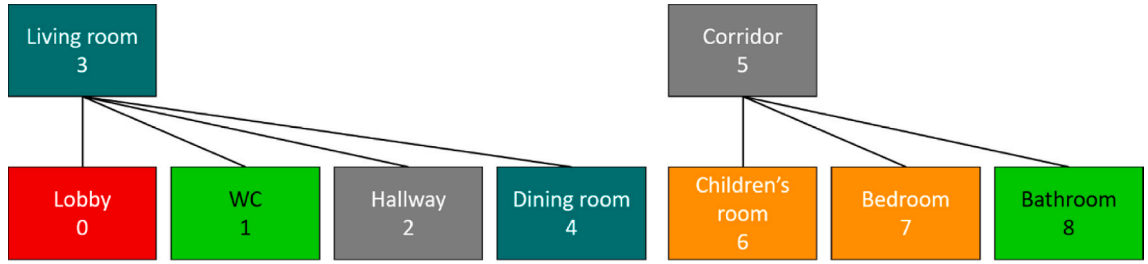 Living room
3
Corridor
5
Lobby
0
WC
1
Hallway
2
Dining room
4
Children's
room
6
Bedroom
7
Bathroom
8